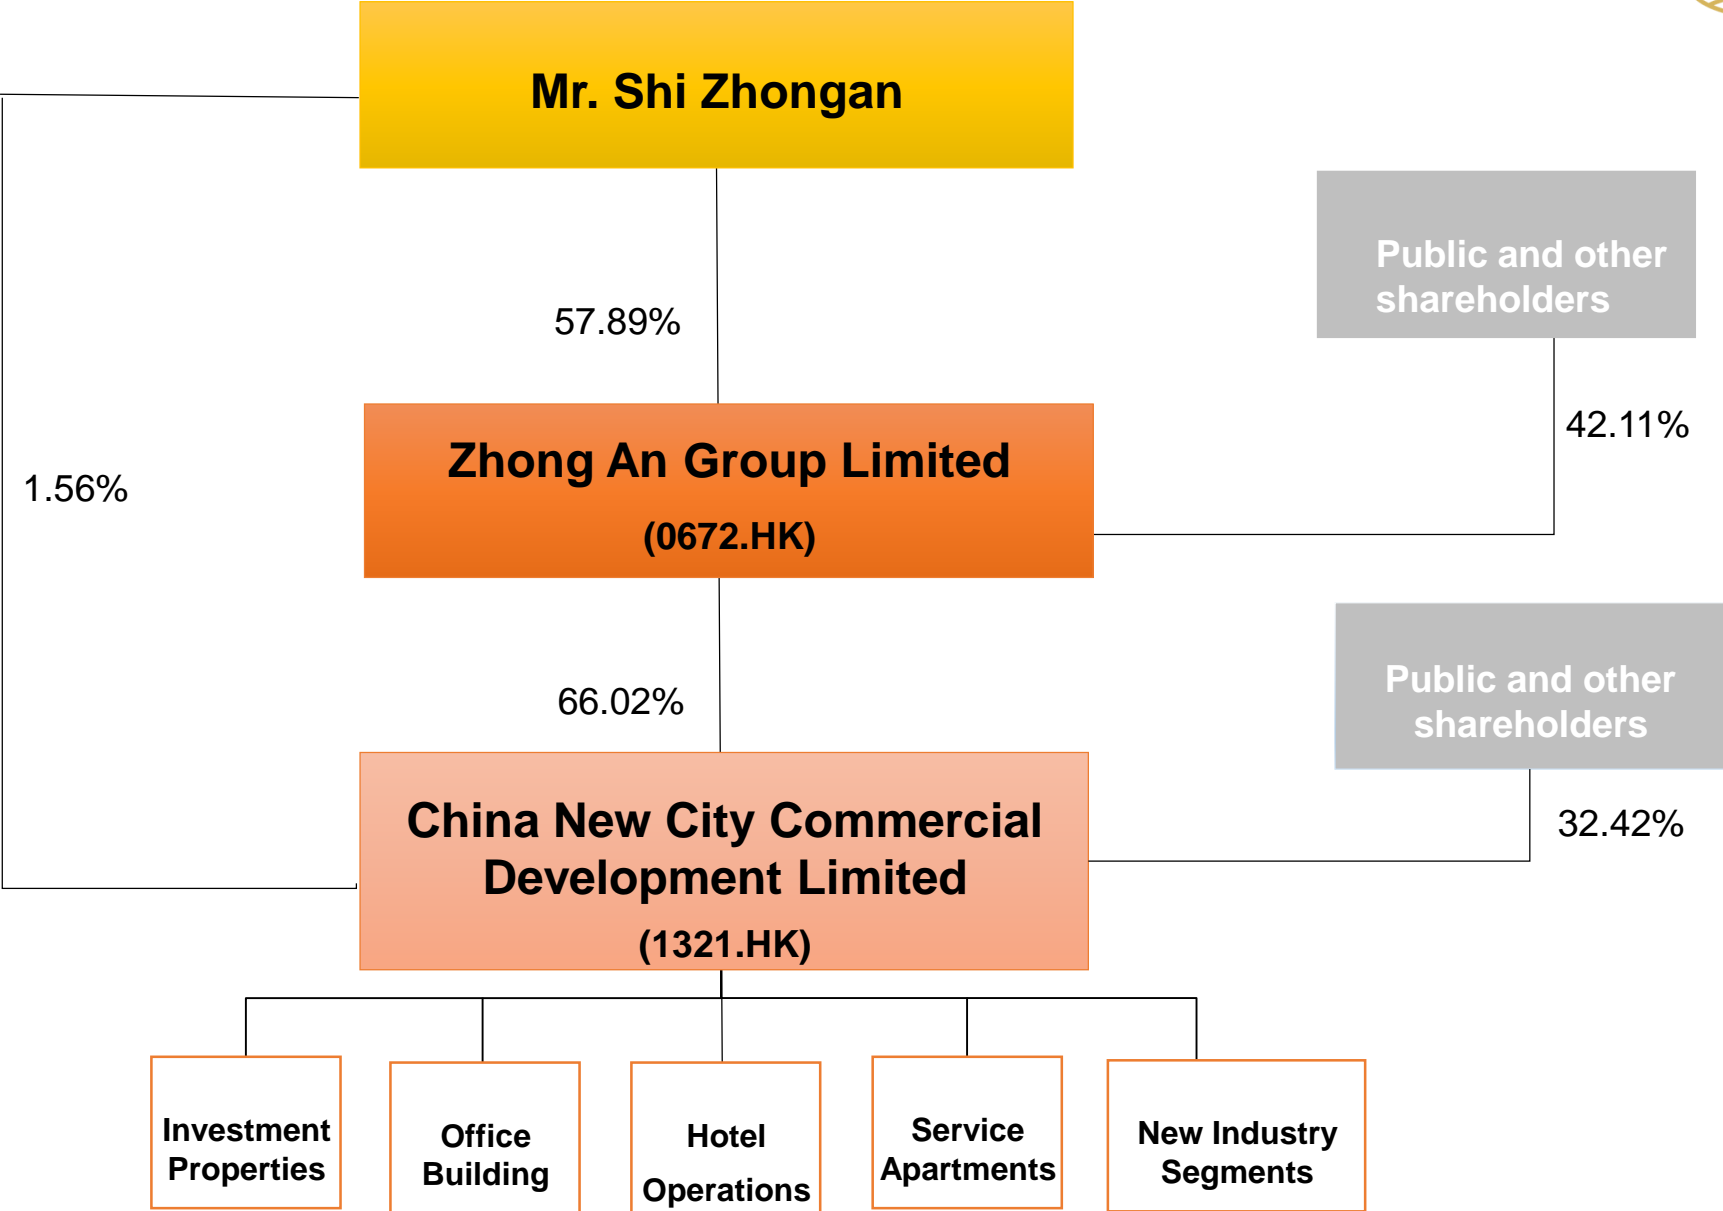 Mr. Shi Zhongan
Public and other
shareholders
57.89%
42.11%
Zhong An Group Limited
(0672.HK)
1.56%
Public and other
shareholders
66.02%
32.42%
China New City Commercial
Development Limited
(1321.HK)
Investment
Properties
Office
Building
Hotel
Operations
Service
Apartments
New Industry
Segments